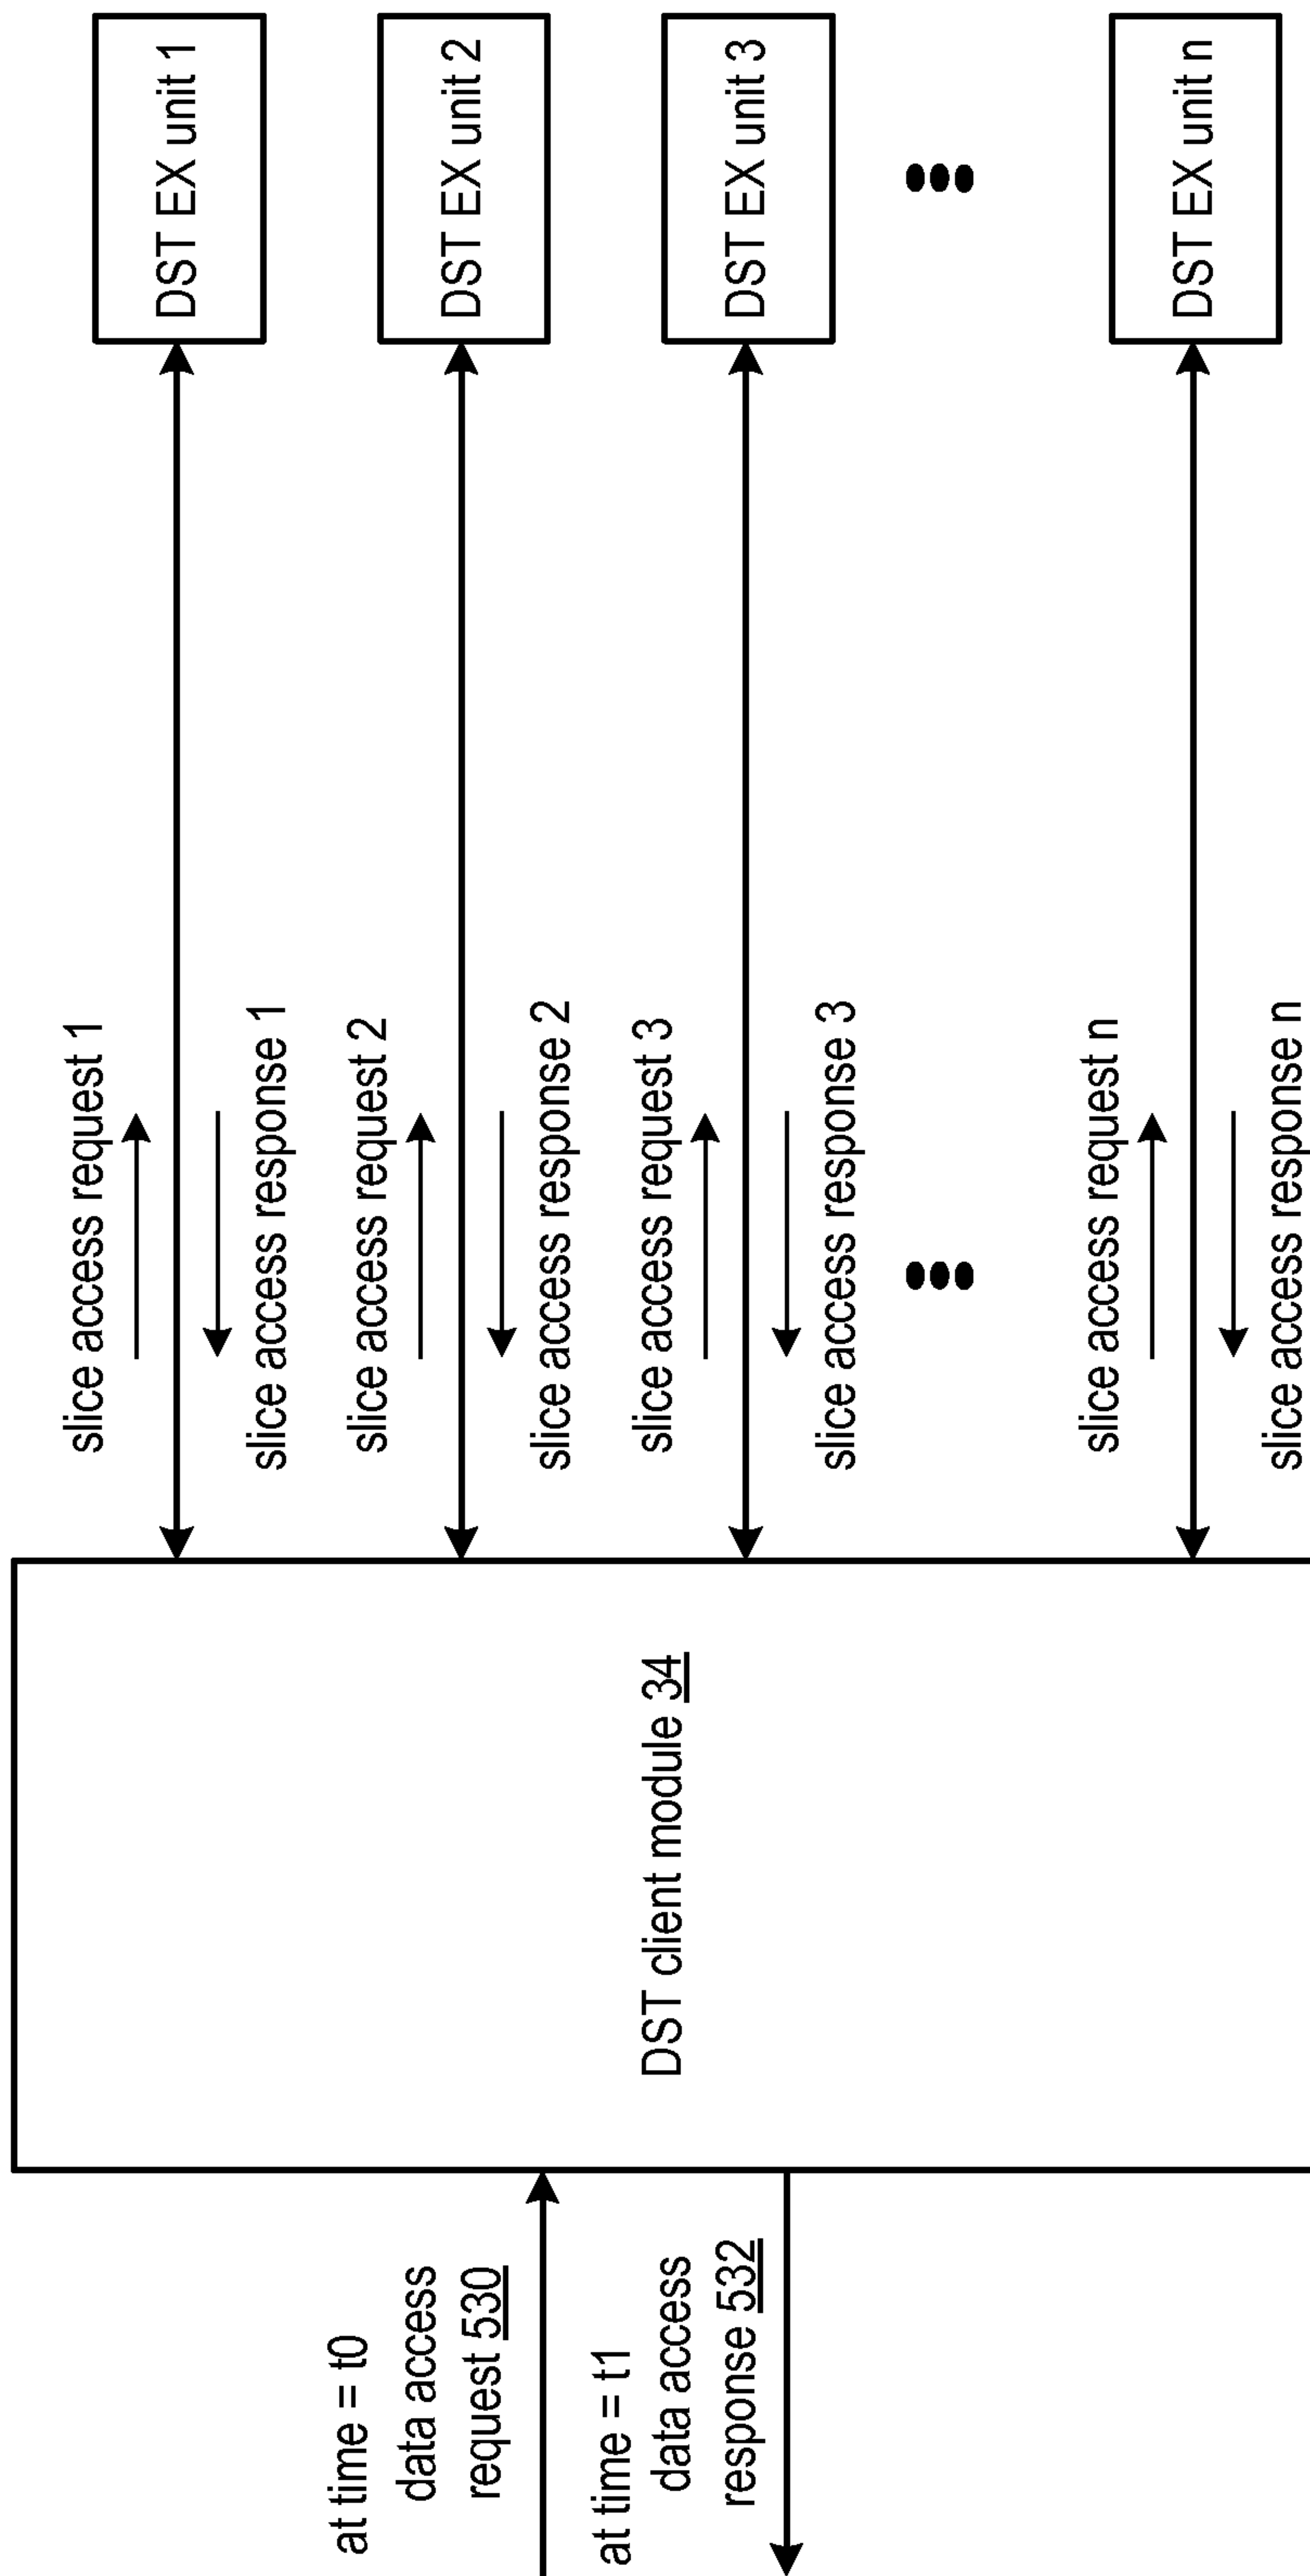 at time = t0
data access
request 530
at time = t1
data access
response 532
DST client module 34
slice access request 1
slice access response 1
slice access request 2
slice access response 2
slice access request 3
slice access response 3
slice access request n
slice access response n
DST EX unit 1
DST EX unit 2
DST EX unit 3
DST EX unit n